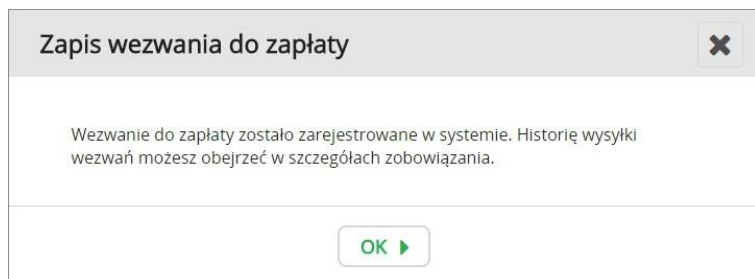 Zapis wezwania do zapłaty
Wezwanie do zapłaty zostało zarejestrowane w systemie. Historię wysyłki
wezwań możesz obejrzeć w szczegółach zobowiązania.
OK